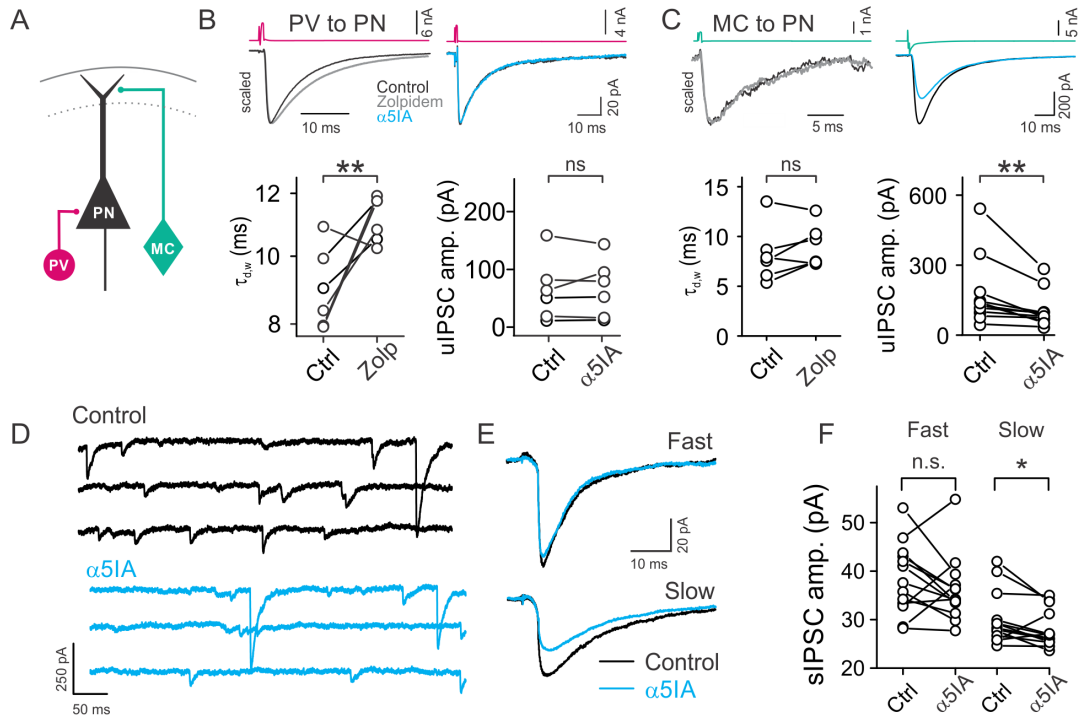 A
PN
PV
MC
B
PV to PN
6 nA
4 nA
scaled
Control
Zolpidem
α5IA
10 ms
20 pA
10 ms
**
12
10
8
τd,w (ms)
Ctrl
Zolp
ns
200
100
0
uIPSC amp. (pA)
Ctrl
α5IA
C
MC to PN
1 nA
5 nA
scaled
5 ms
200 pA
10 ms
ns
15
10
5
0
τd,w (ms)
Ctrl
Zolp
**
600
300
0
uIPSC amp. (pA)
Ctrl
α5IA
D
Control
α5IA
250 pA
50 ms
E
Fast
20 pA
10 ms
Slow
Control
α5IA
F
Fast
Slow
n.s.
*
50
40
30
20
sIPSC amp. (pA)
Ctrl
α5IA
Ctrl
α5IA